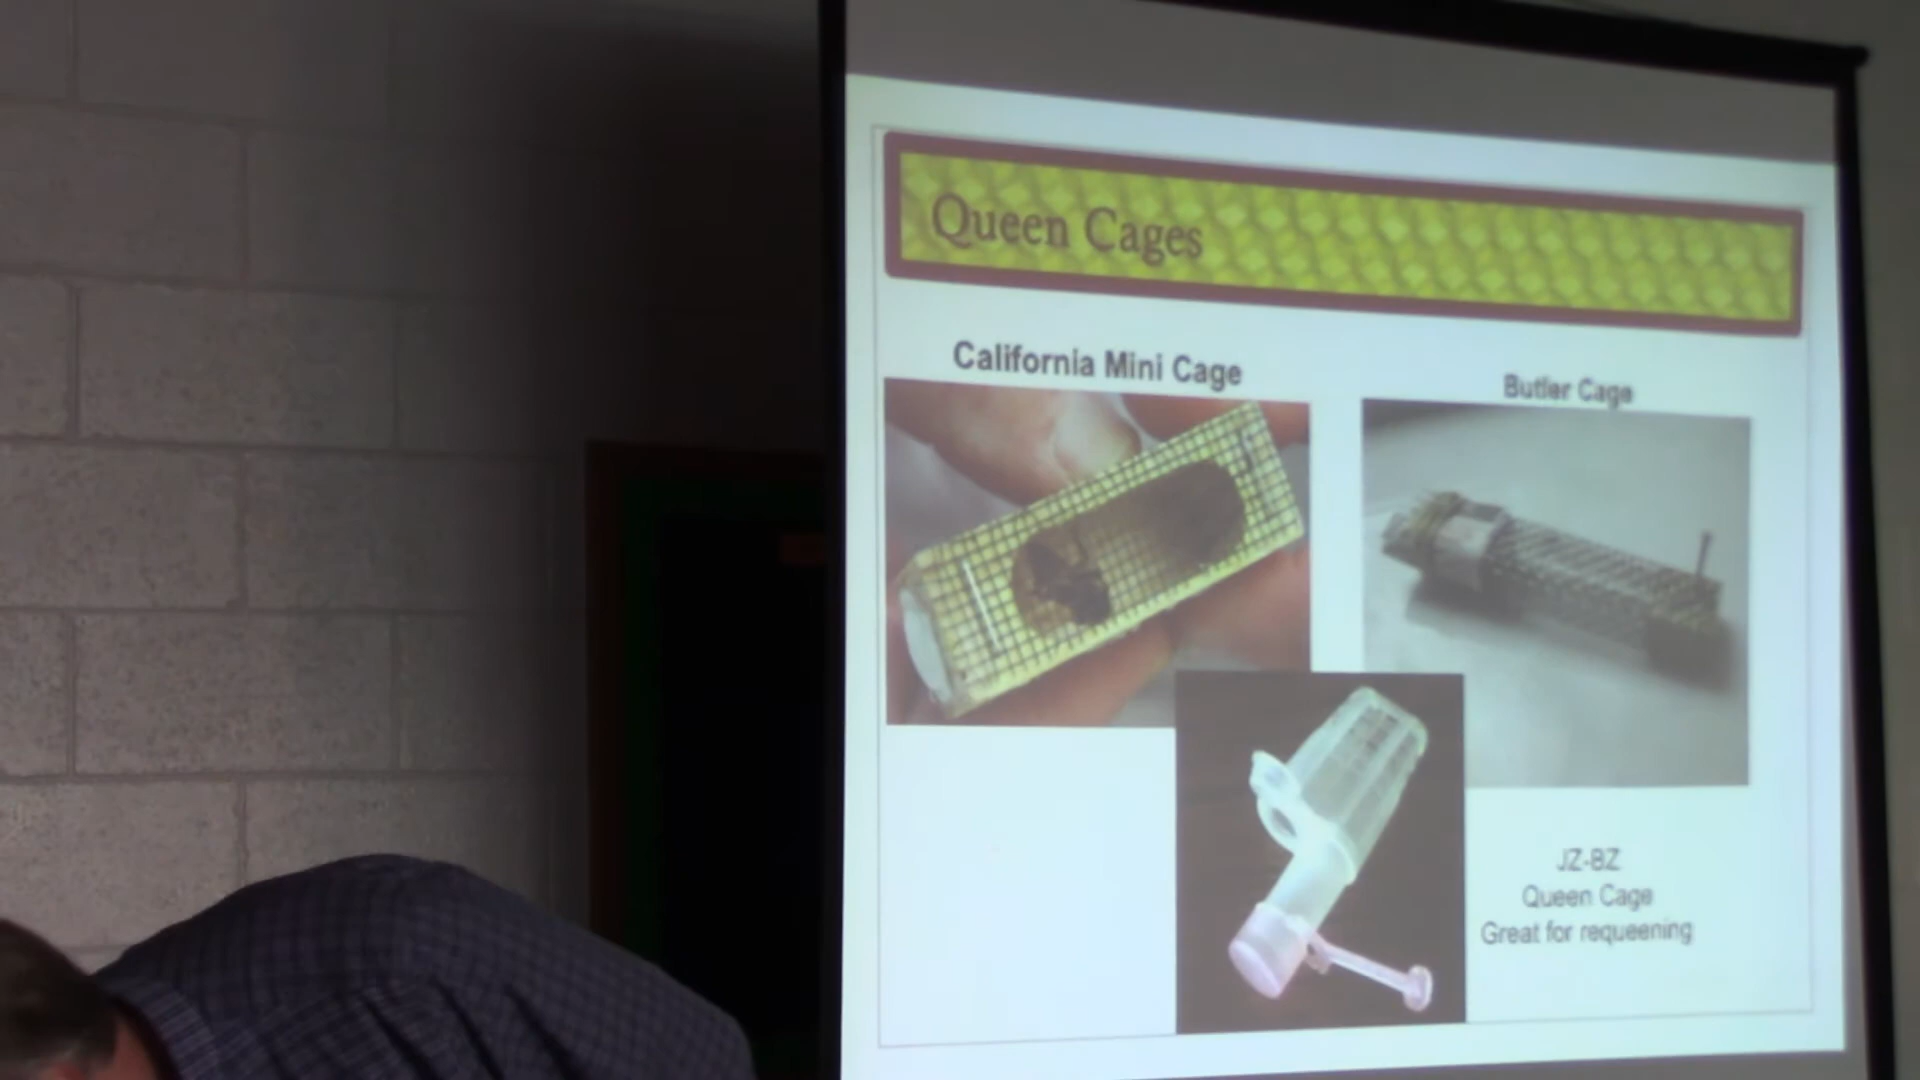 Queen Cages
California Mini Cage
Butler Cage
JZ-BZ
Queen Cage
Great for requeening